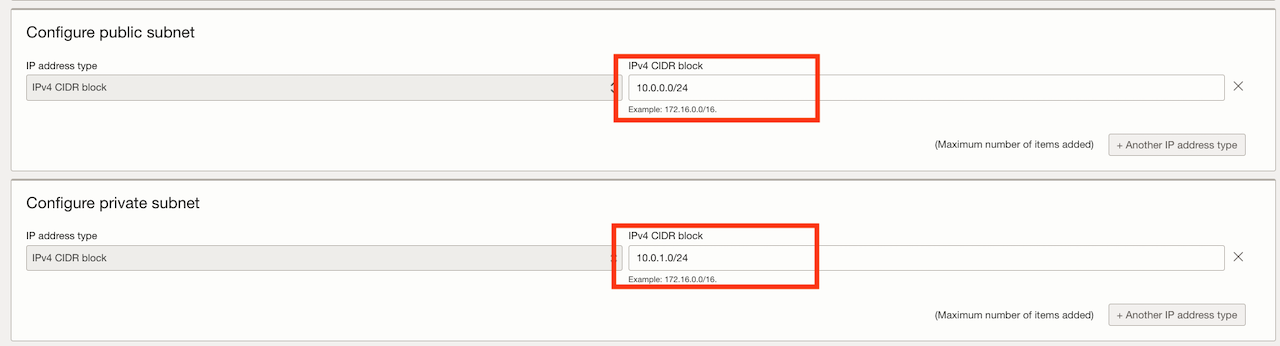 Configure public subnet
IP address type
IPv4 CIDR block
IPv4 CIDR block
10.0.0.0/24
Example: 172.16.0.0/16.
(Maximum number of items added)
+ Another IP address type
Configure private subnet
IP address type
IPv4 CIDR block
IPv4 CIDR block
10.0.1.0/24
Example: 172.16.0.0/16.
(Maximum number of items added)
+ Another IP address type